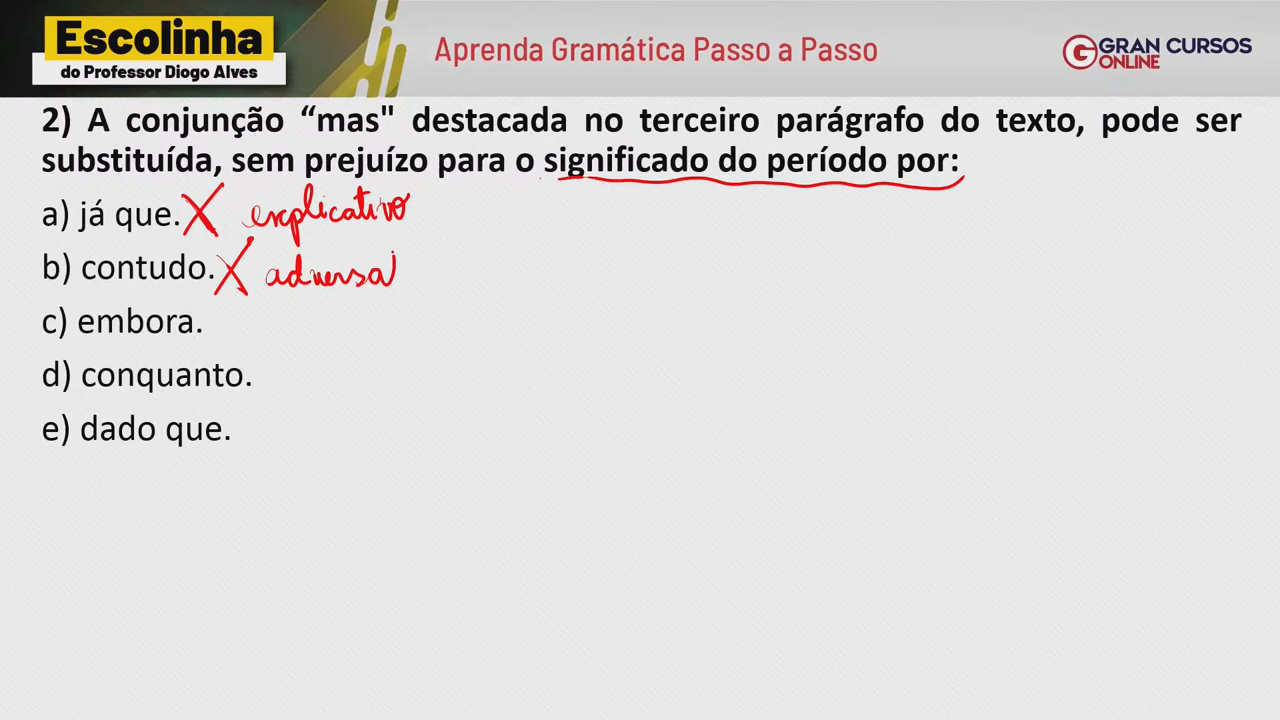 Escolinha
do Professor Diogo Alves
Aprenda Gramática Passo a Passo
G GRAN CURSOS
ONLINE
2) A conjunção “mas" destacada no terceiro parágrafo do texto, pode ser
substituída, sem prejuízo para o significado do período por:
a) já que. X explicativo
b) contudo. X adversa
c) embora.
d) conquanto.
e) dado que.